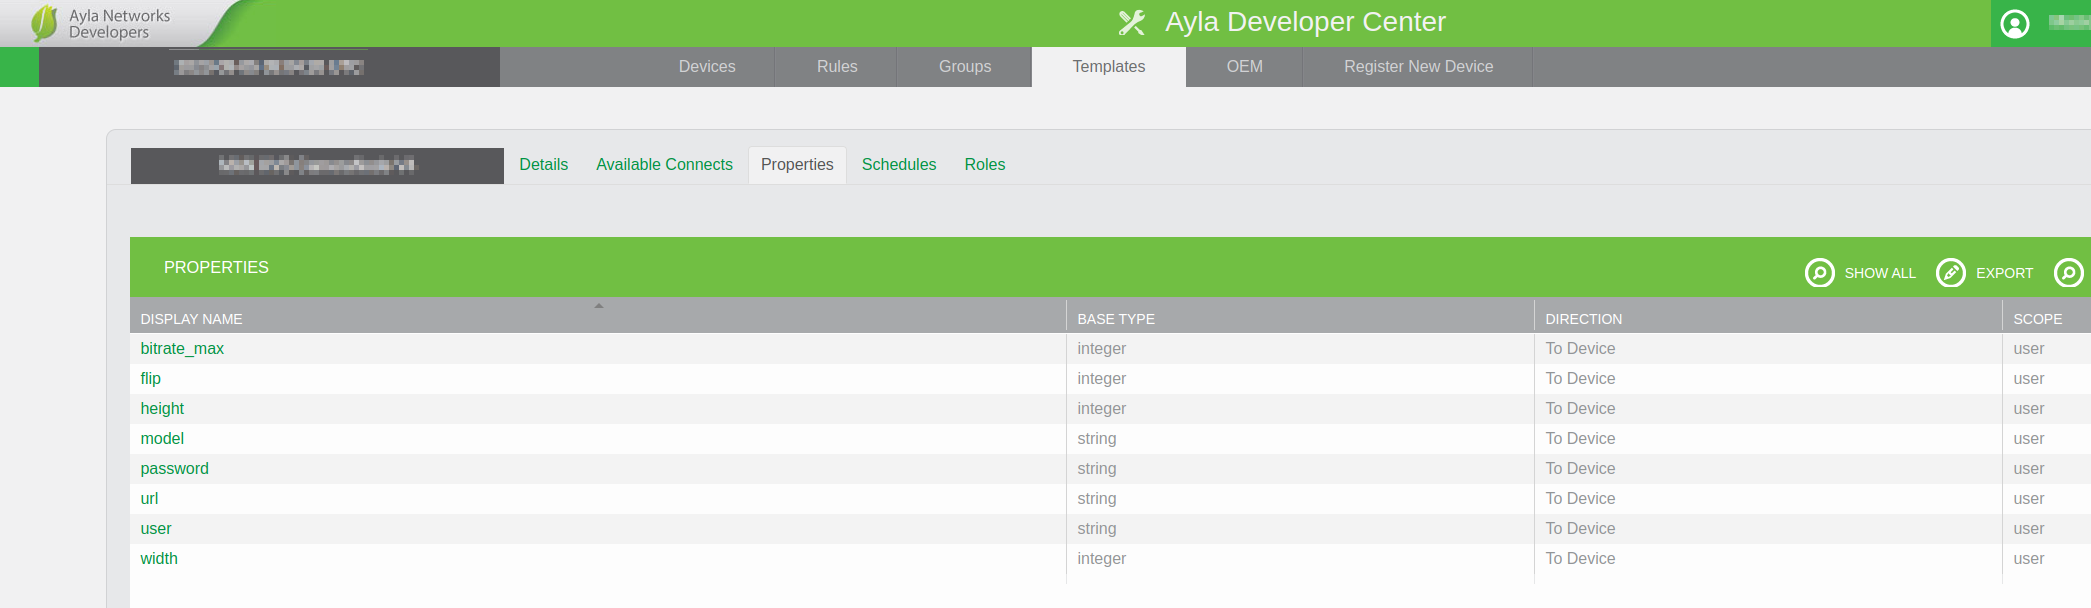 Ayla Networks
Developers
Ayla Developer Center
Devices Rules Groups Templates OEM Register New Device
Details Available Connects Properties Schedules Roles
PROPERTIES
SHOW ALL EXPORT
DISPLAY NAME BASE TYPE DIRECTION SCOPE
bitrate_max integer To Device user
flip integer To Device user
height integer To Device user
model string To Device user
password string To Device user
url string To Device user
user string To Device user
width integer To Device user